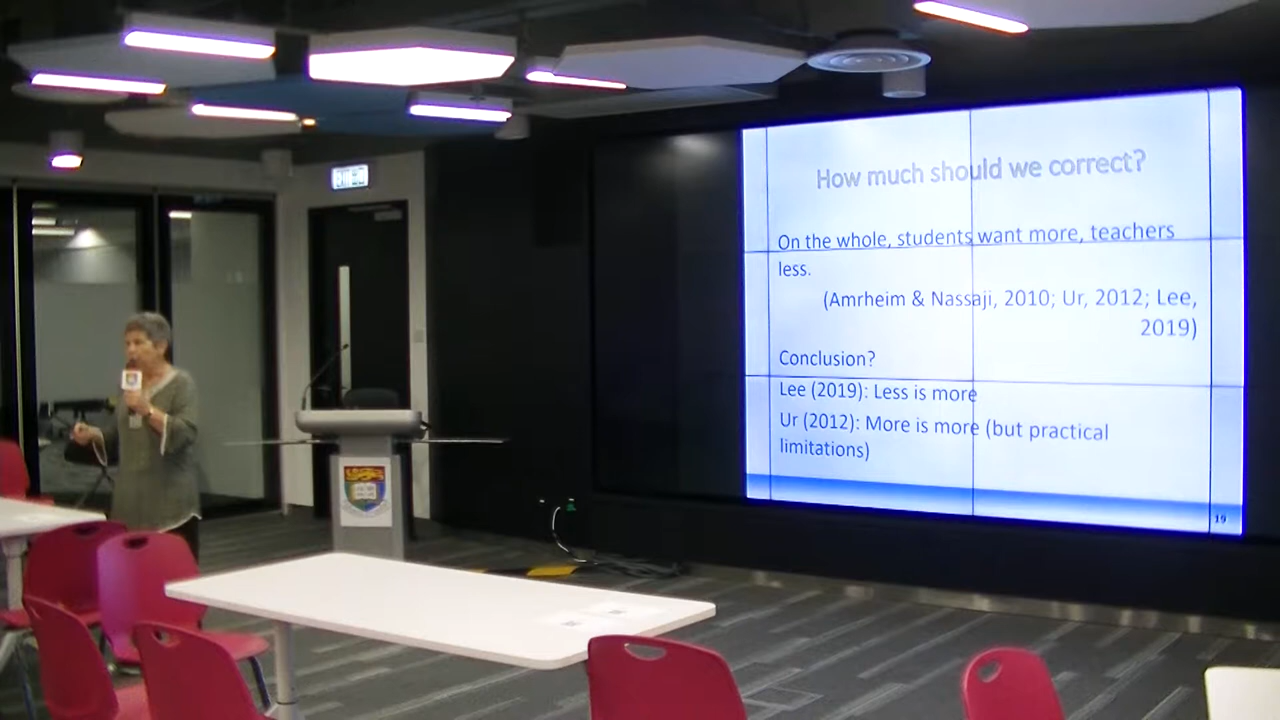 EXIT
How much should we correct?
On the whole, students want more, teachers
less.
(Amrheim & Nassaji, 2010; Ur, 2012; Lee,
2019)
Conclusion?
Lee (2019): Less is more
Ur (2012): More is more (but practical
limitations)
19